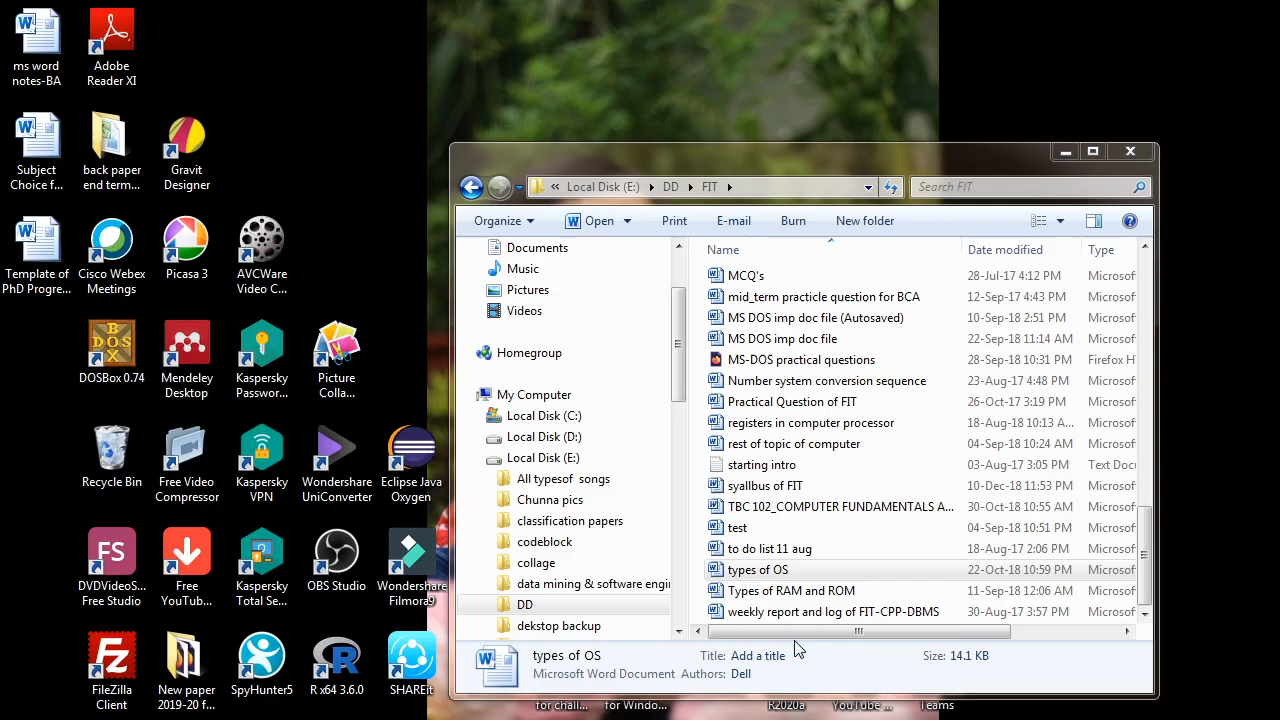 ms word
notes-BA
Adobe
Reader XI
Subject
Choice f...
back paper
end term...
Gravit
Designer
Template of
PhD Progre...
Cisco Webex
Meetings
Picasa 3
AVCWare
Video C...
DOSBox 0.74
Mendeley
Desktop
Kaspersky
Passwor...
Picture
Colla...
Recycle Bin
Free Video
Compressor
Kaspersky
VPN
Wondershare
UniConverter
Eclipse Java
Oxygen
FS
DVDVideoS...
Free Studio
Free
YouTub...
Kaspersky
Total Se...
OBS Studio
Wondershare
Filmora9
FileZilla
Client
New paper
2019-20 f...
SpyHunter5
R x64 3.6.0
SHAREit
Local Disk (E:)
DD
FIT
Search FIT
Organize
Open
Print
E-mail
Burn
New folder
Documents
Music
Pictures
Videos
Homegroup
My Computer
Local Disk (C:)
Local Disk (D:)
Local Disk (E:)
All typesof songs
Chunna pics
classification papers
codeblock
collage
data mining & software engin
DD
dekstop backup
Name Date modified Type
MCQ's 28-Jul-17 4:12 PM Microsof
mid_term practicle question for BCA 12-Sep-17 4:43 PM Microsof
MS DOS imp doc file (Autosaved) 10-Sep-18 2:51 PM Microsof
MS DOS imp doc file 22-Sep-18 11:14 AM Microsof
MS-DOS practical questions 28-Sep-18 10:31 PM Firefox H
Number system conversion sequence 23-Aug-17 4:48 PM Microsof
Practical Question of FIT 26-Oct-17 3:19 PM Microsof
registers in computer processor 18-Aug-18 10:13 A... Microsof
rest of topic of computer 04-Sep-18 10:24 AM Microsof
starting intro 03-Aug-17 3:05 PM Text Docu
syallbus of FIT 10-Dec-18 11:53 PM Microsof
TBC 102_COMPUTER FUNDAMENTALS A... 30-Oct-18 10:55 AM Microsof
test 04-Sep-18 10:51 PM Microsof
to do list 11 aug 18-Aug-17 2:06 PM Microsof
types of OS 22-Oct-18 10:59 PM Microsof
Types of RAM and ROM 11-Sep-18 12:06 AM Microsof
weekly report and log of FIT-CPP-DBMS 30-Aug-17 3:57 PM Microsof
types of OS Title: Add a title Size: 14.1 KB
Microsoft Word Document Authors: Dell
for chall...
for Windo...
R2020a
YouTube ...
Teams